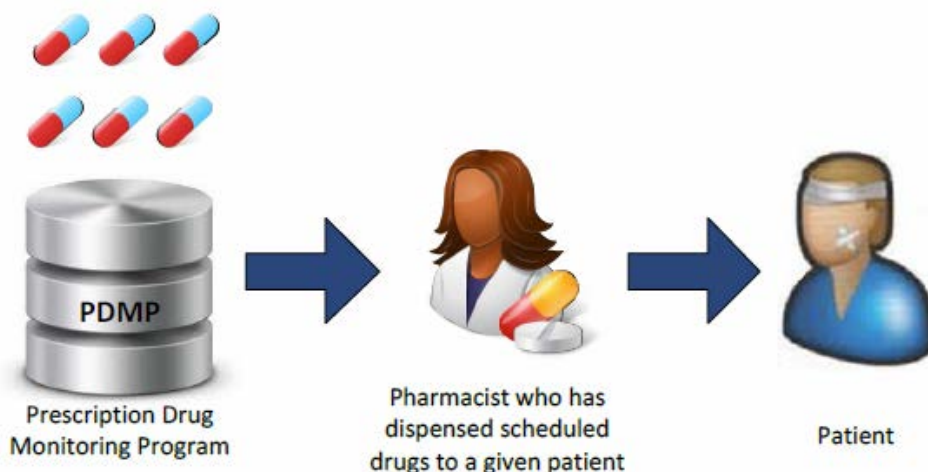 PDMP
Prescription Drug
Monitoring Program
Pharmacist who has
dispensed scheduled
drugs to a given patient
Patient